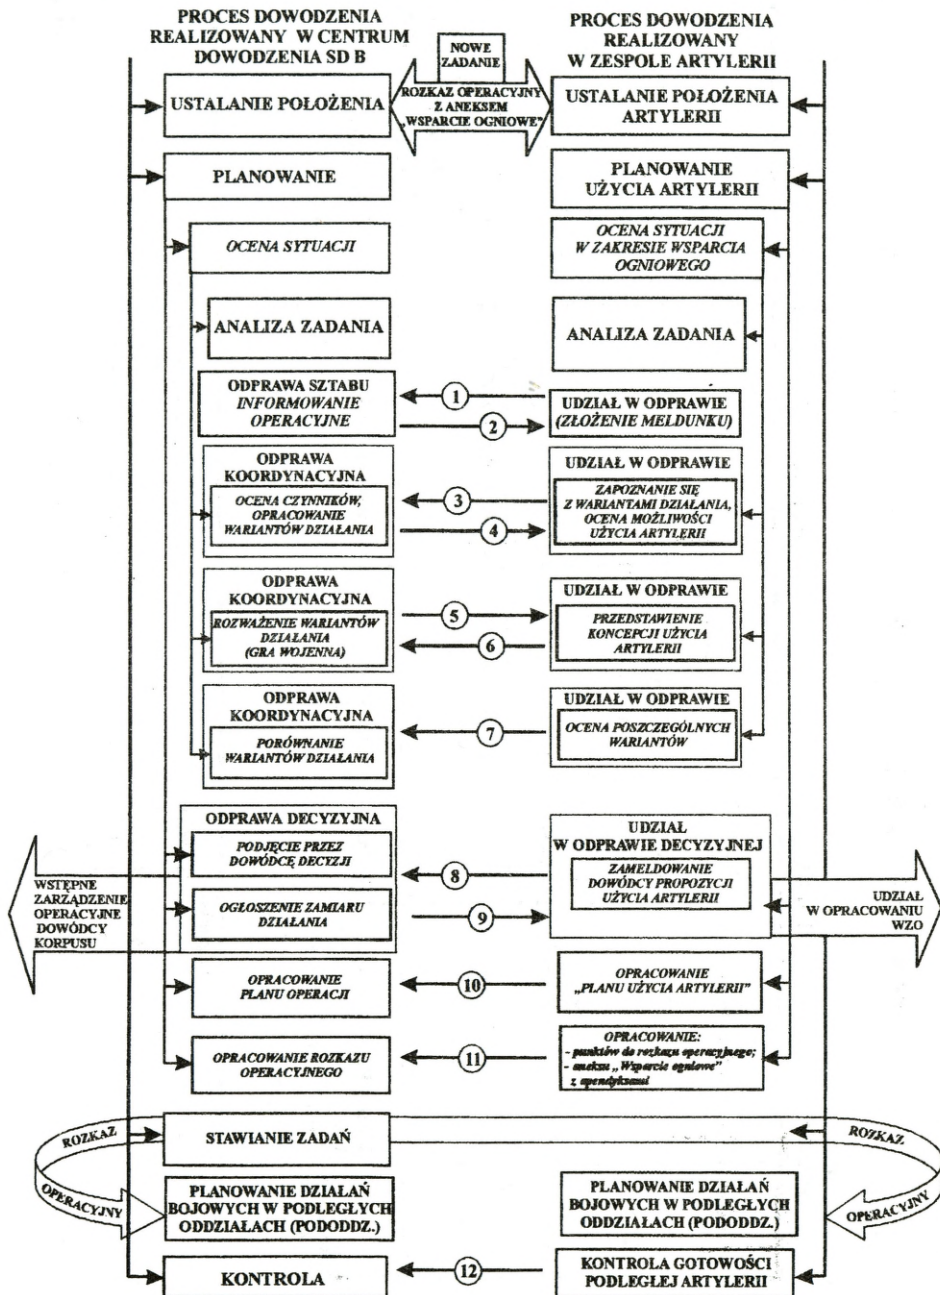 PROCES DOWODZENIA
REALIZOWANY W CENTRUM
DOWODZENIA SD B
NOWE
ZADANIE
PROCES DOWODZENIA
REALIZOWANY
W ZESPOLE ARTYLERII
USTALANIE POŁOŻENIA
ROZKAZ OPERACYJNY
Z ANEKSEM
„WSPARCIE OGNIOWE”
USTALANIE POŁOŻENIA
ARTYLERII
PLANOWANIE
PLANOWANIE
UŻYCIA ARTYLERII
OCENA SYTUACJI
OCENA SYTUACJI
W ZAKRESIE WSPARCIA
OGNIOWEGO
ANALIZA ZADANIA
ANALIZA ZADANIA
ODPRAWA SZTABU
INFORMOWANIE
OPERACYJNE
1
2
UDZIAŁ W ODPRAWIE
(ZŁOŻENIE MELDUNKU)
ODPRAWA
KOORDYNACYJNA
OCENA CZYNNIKÓW,
OPRACOWANIE
WARIANTÓW DZIAŁANIA
3
4
UDZIAŁ W ODPRAWIE
ZAPOZNANIE SIĘ
Z WARIANTAMI DZIAŁANIA,
OCENA MOŻLIWOŚCI
UŻYCIA ARTYLERII
ODPRAWA
KOORDYNACYJNA
ROZWAŻENIE WARIANTÓW
DZIAŁANIA
(GRA WOJENNA)
5
6
UDZIAŁ W ODPRAWIE
PRZEDSTAWIENIE
KONCEPCJI UŻYCIA
ARTYLERII
ODPRAWA
KOORDYNACYJNA
PORÓWNANIE
WARIANTÓW DZIAŁANIA
7
UDZIAŁ W ODPRAWIE
OCENA POSZCZEGÓLNYCH
WARIANTÓW
ODPRAWA DECYZYJNA
PODJĘCIE PRZEZ
DOWÓDCĘ DECYZJI
OGŁOSZENIE ZAMIARU
DZIAŁANIA
8
9
UDZIAŁ
W ODPRAWIE DECYZYJNEJ
ZAMELDOWANIE
DOWÓDCY PROPOZYCJI
UŻYCIA ARTYLERII
WSTĘPNE
ZARZĄDZENIE
OPERACYJNE
DOWÓDCY
KORPUSU
UDZIAŁ
W OPRACOWANIU
WZO
OPRACOWANIE
PLANU OPERACJI
10
OPRACOWANIE
„PLANU UŻYCIA ARTYLERII”
OPRACOWANIE ROZKAZU
OPERACYJNEGO
11
OPRACOWANIE:
- punktów do rozkazu operacyjnego;
- aneksu „Wsparcie ogniowe”
z apendyksami
ROZKAZ
STAWIANIE ZADAŃ
ROZKAZ
OPERACYJNY
PLANOWANIE DZIAŁAŃ
BOJOWYCH W PODLEGŁYCH
ODDZIAŁACH (PODODDZ.)
PLANOWANIE DZIAŁAŃ
BOJOWYCH W PODLEGŁYCH
ODDZIAŁACH (PODODDZ.)
OPERACYJNY
KONTROLA
12
KONTROLA GOTOWOŚCI
PODLEGŁEJ ARTYLERII